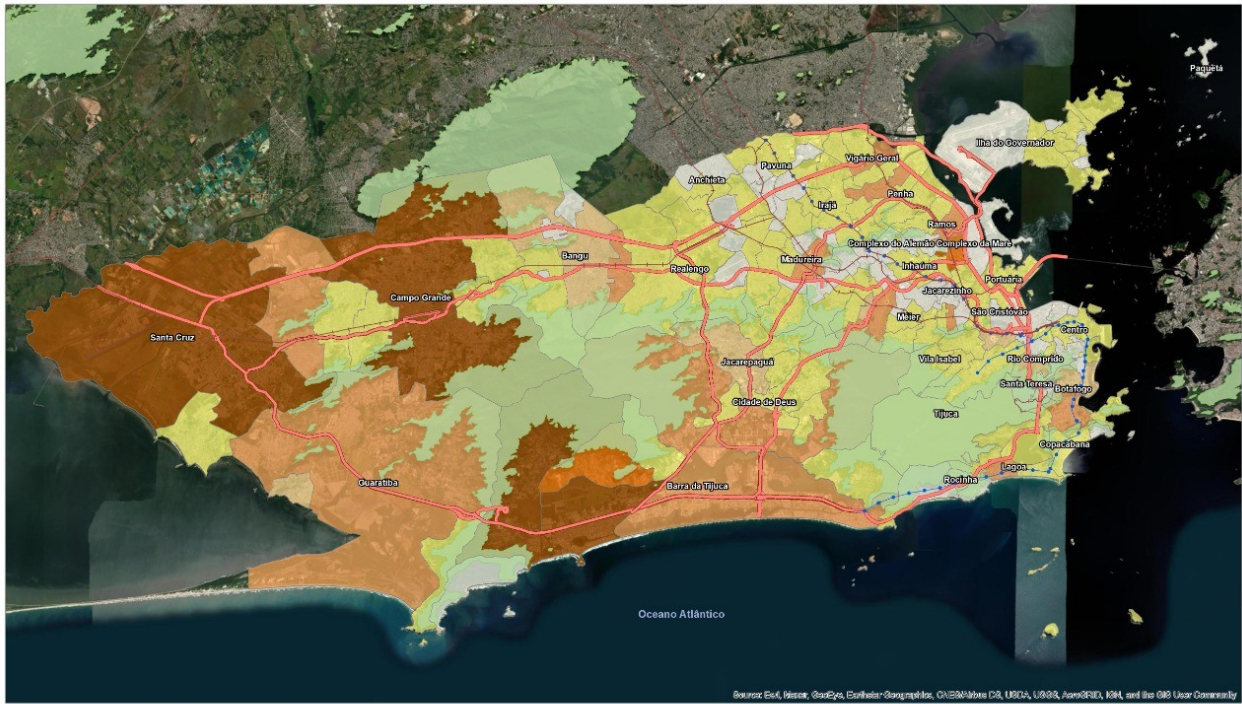 Paquetá
Ilha do Governador
Vigário Geral
Pavuna
Anchieta
Penha
Irajá
Ramos
Complexo do Alemão
Complexo da Maré
Bangu
Madureira
Inhaúma
Realengo
Portuária
Jacarezinho
Campo Grande
São Cristovão
Méier
Centro
Santa Cruz
Vila Isabel
Rio Comprido
Jacarepaguá
Santa Teresa
Botafogo
Cidade de Deus
Tijuca
Copacabana
Lagoa
Rocinha
Guaratiba
Barra da Tijuca
Oceano Atlântico
Source: Esri, Maxar, GeoEye, Earthstar Geographics, CNES/Airbus DS, USDA, USGS, AeroGRID, IGN, and the GIS User Community